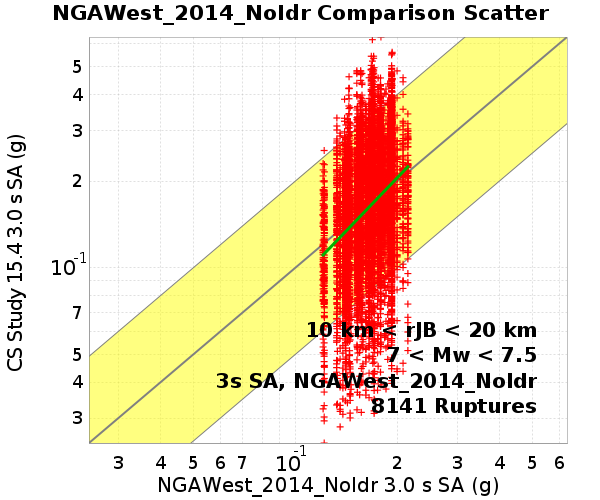 NGAWest_2014_NoIdr Comparison Scatter
CS Study 15.4 3.0 s SA (g)
5
4
3
2
10^-1
7
5
4
3
10 km < rJB < 20 km
7 < Mw < 7.5
3s SA, NGAWest_2014_NoIdr
8141 Ruptures
3 4 5 6 7 10^-1 2 3 4 5 6
NGAWest_2014_NoIdr 3.0 s SA (g)